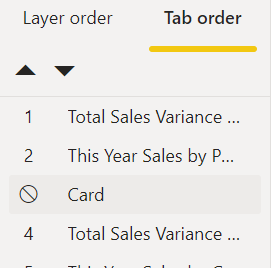 Layer order Tab order
1 Total Sales Variance ...
2 This Year Sales by P...
Card
4 Total Sales Variance ...